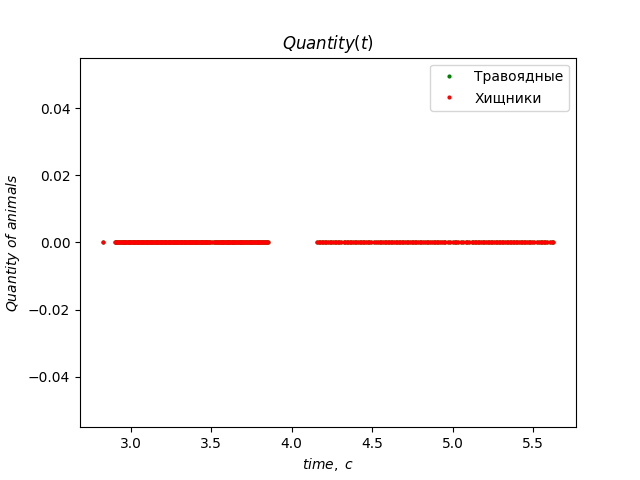 Quantity(t)
Травоядные
Хищники
0.04
0.02
0.00
−0.02
−0.04
Quantity of animals
3.0 3.5 4.0 4.5 5.0 5.5
time, c